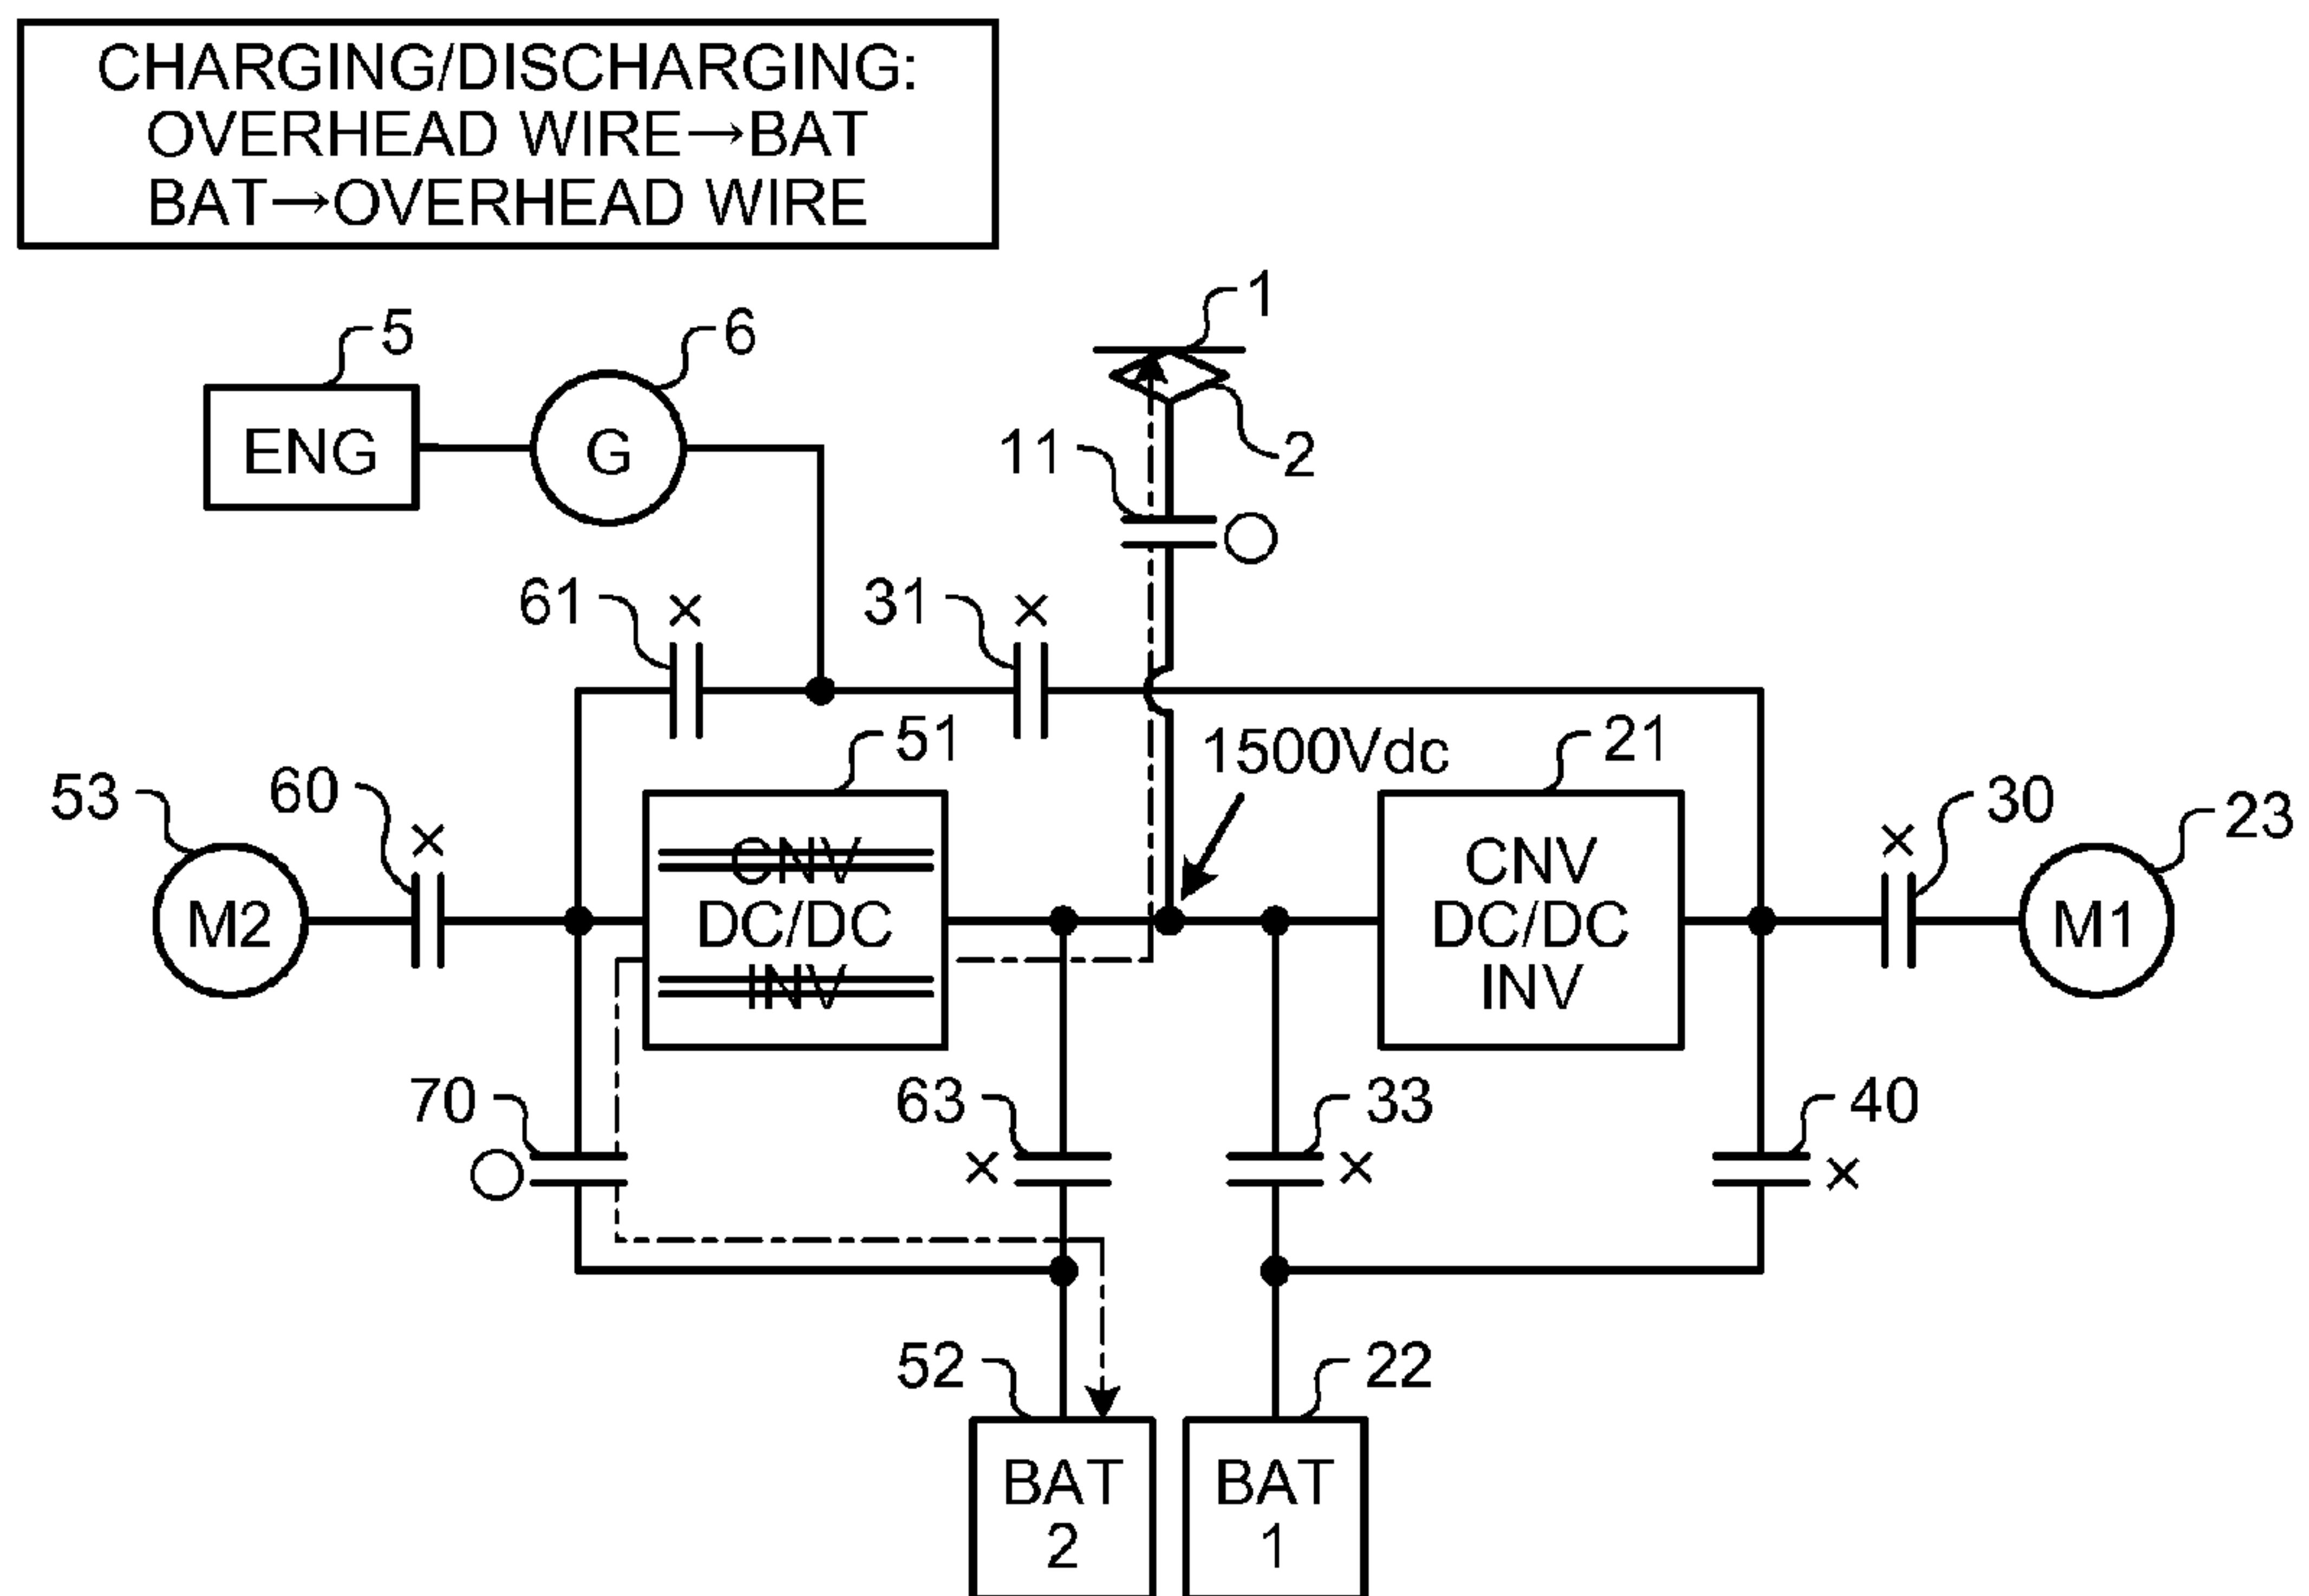 CHARGING/DISCHARGING:
OVERHEAD WIRE→BAT
BAT→OVERHEAD WIRE
1
5
6
ENG
G
2
11
○
61
×
31
×
51
1500Vdc
21
53
60
×
30
×
23
M2
CNV
DC/DC
INV
CNV
DC/DC
INV
M1
70
○
63
×
33
×
40
×
52
22
BAT
2
BAT
1